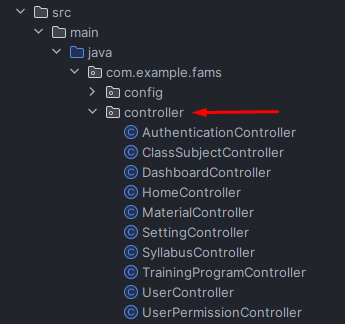 src
main
java
com.example.fams
config
controller
AuthenticationController
ClassSubjectController
DashboardController
HomeController
MaterialController
SettingController
SyllabusController
TrainingProgramController
UserController
UserPermissionController